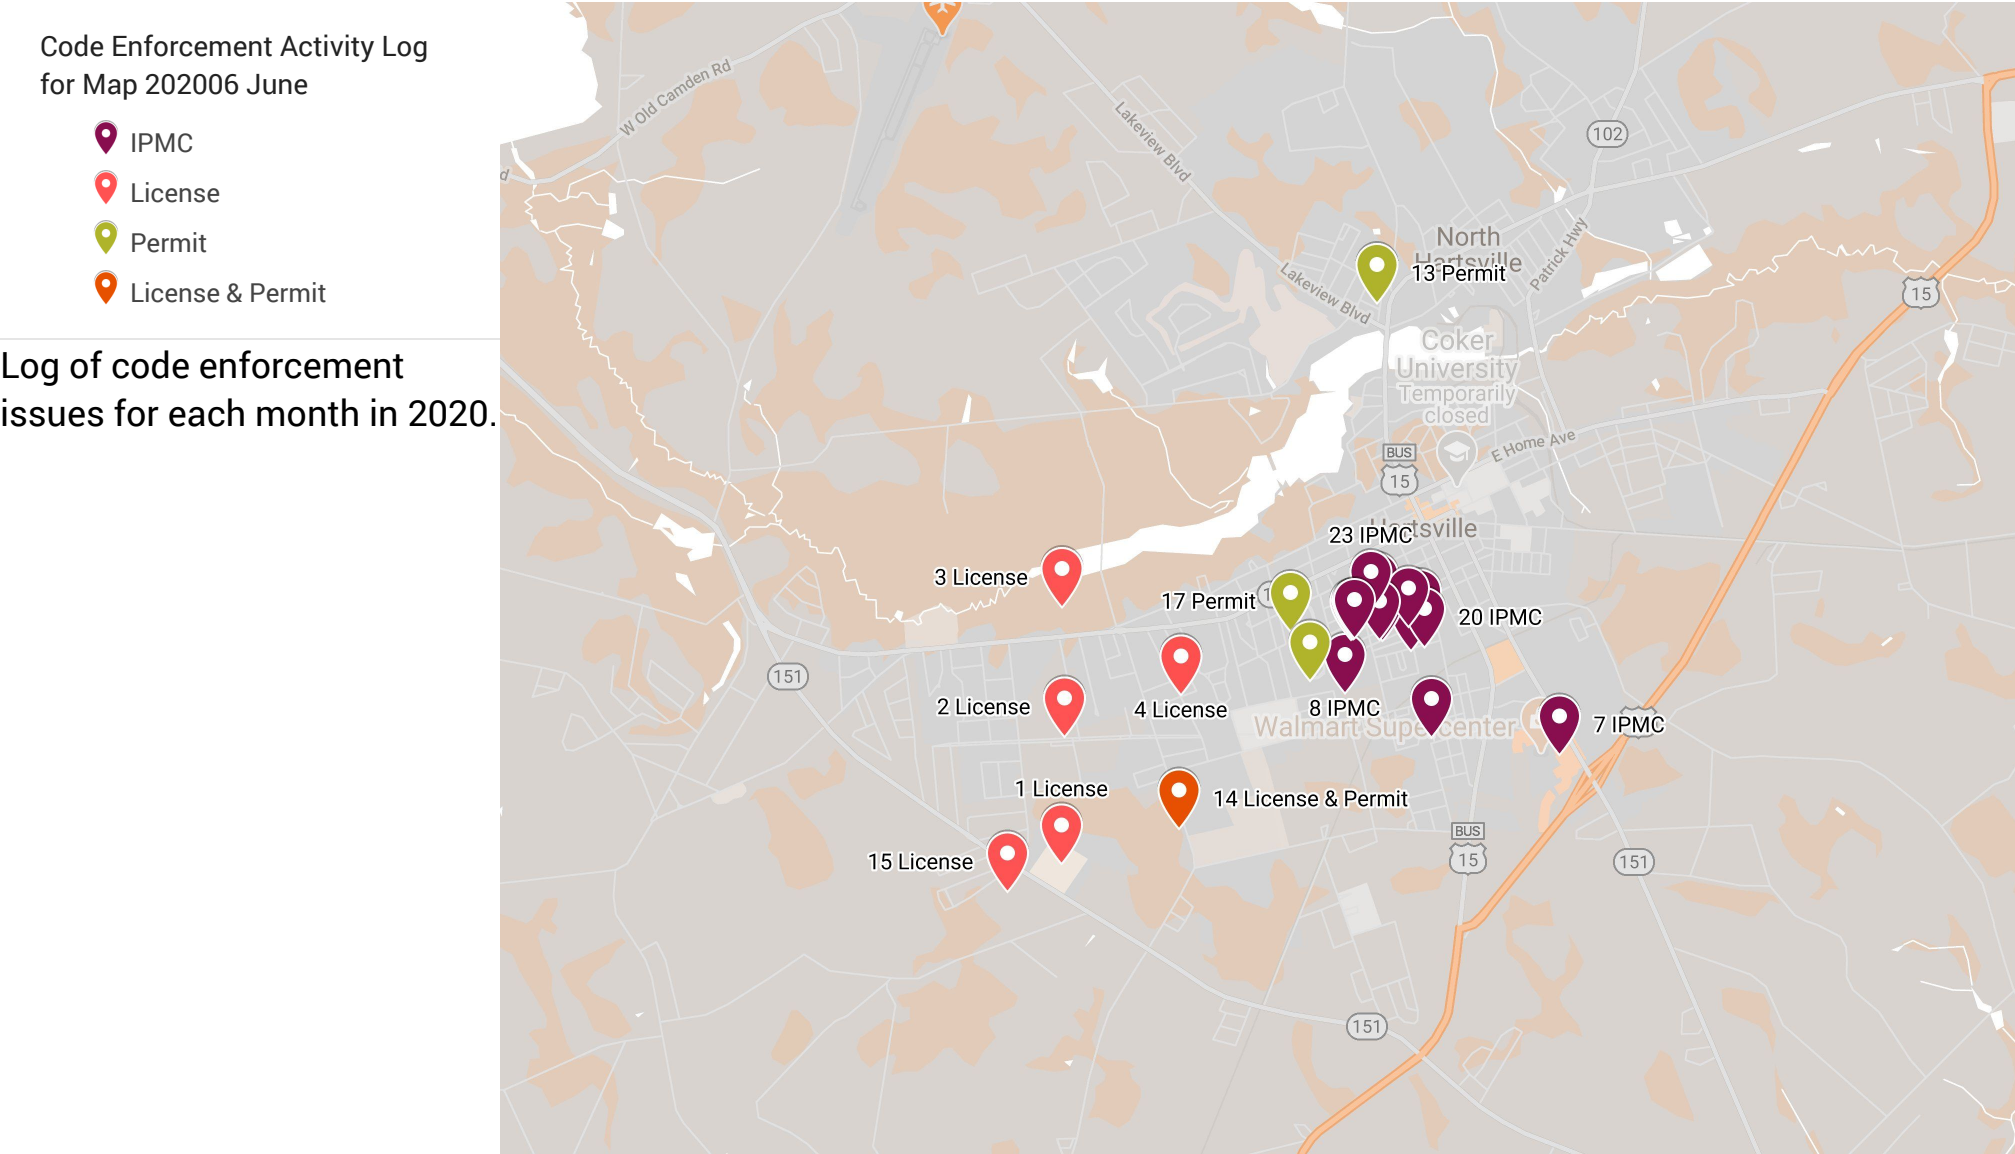 Code Enforcement Activity Log
for Map 202006 June
IPMC
License
Permit
License & Permit
Log of code enforcement
issues for each month in 2020.
W Old Camden Rd
Lakeview Blvd
102
North
Hartsville
13 Permit
Patrick Hwy
Lakeview Blvd
15
Coker
University
Temporarily
closed
E Home Ave
BUS
15
Hartsville
23 IPMC
3 License
17 Permit
20 IPMC
151
2 License
4 License
8 IPMC
Walmart Supercenter
7 IPMC
1 License
14 License & Permit
15 License
BUS
15
151
151